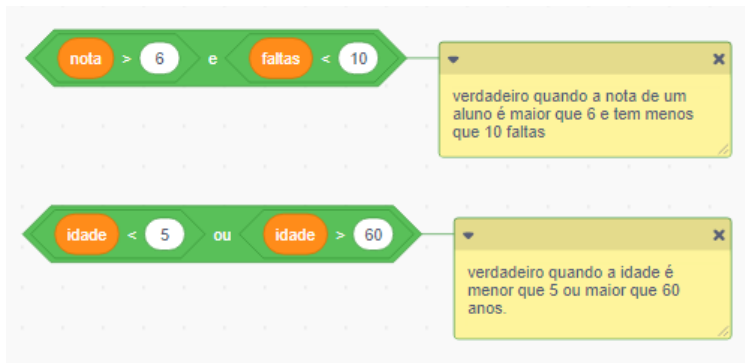 nota > 6 e faltas < 10
verdadeiro quando a nota de um
aluno é maior que 6 e tem menos
que 10 faltas
idade < 5 ou idade > 60
verdadeiro quando a idade é
menor que 5 ou maior que 60
anos.